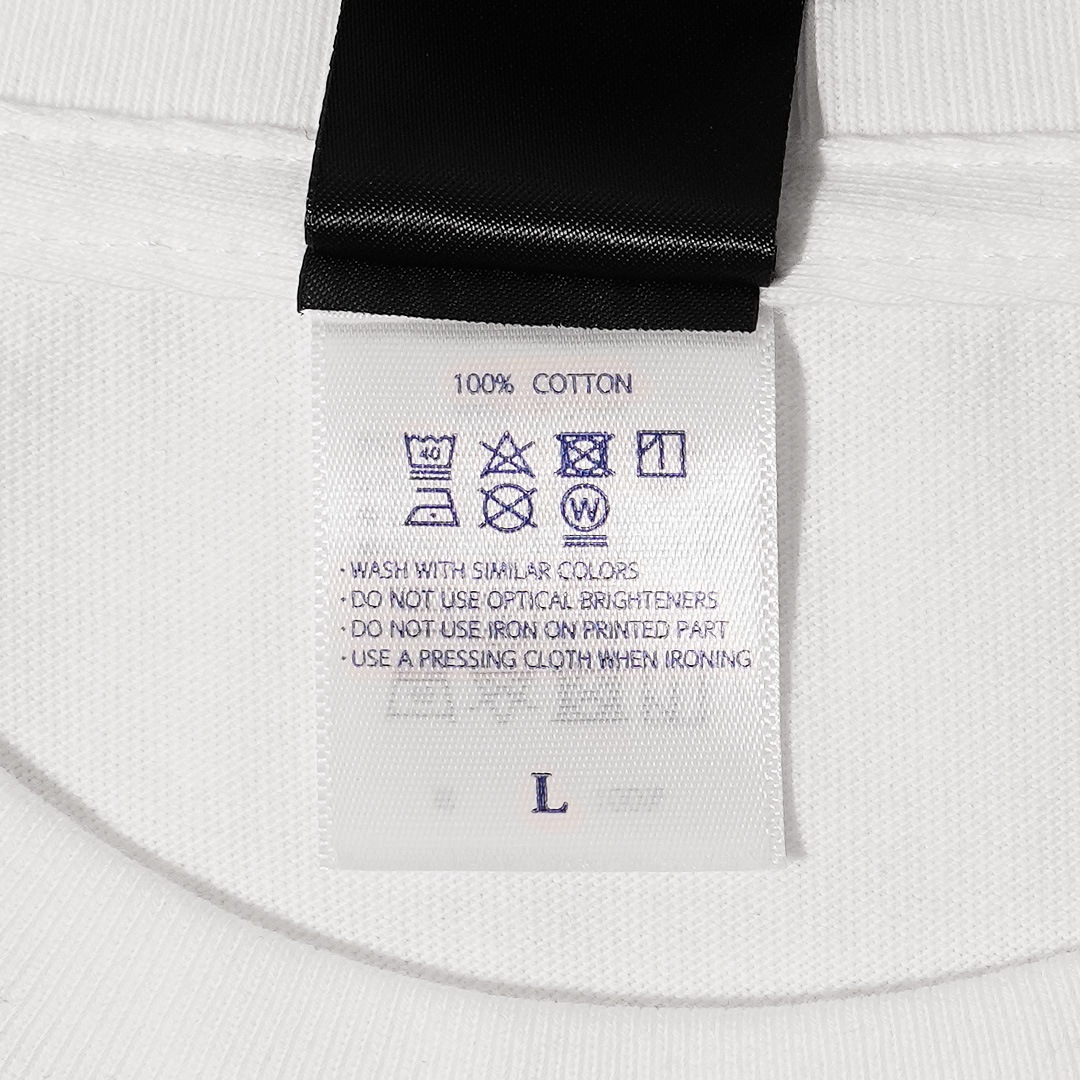 100% COTTON
40
W
· WASH WITH SIMILAR COLORS
· DO NOT USE OPTICAL BRIGHTENERS
· DO NOT USE IRON ON PRINTED PART
· USE A PRESSING CLOTH WHEN IRONING
L